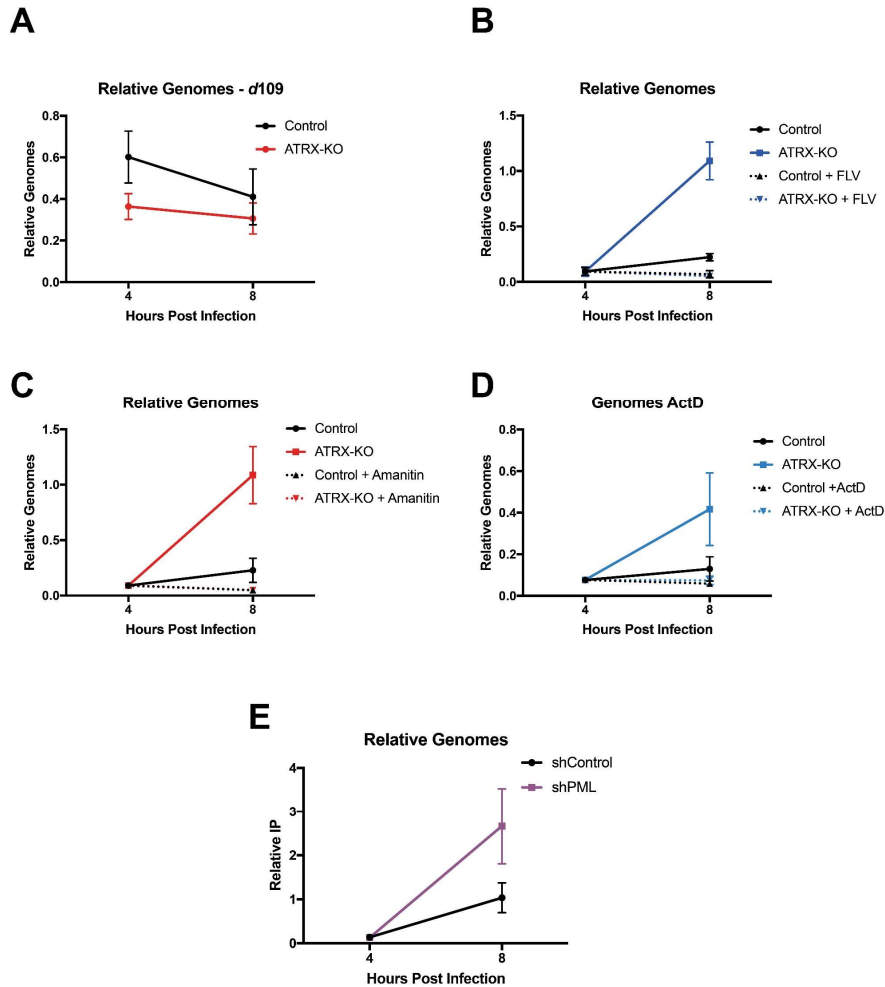 A
Relative Genomes - d109
Relative Genomes
0.8
0.6
0.4
0.2
0.0
4
8
Hours Post Infection
Control
ATRX-KO
B
Relative Genomes
Relative Genomes
1.5
1.0
0.5
0.0
4
8
Hours Post Infection
Control
ATRX-KO
Control + FLV
ATRX-KO + FLV
C
Relative Genomes
Relative Genomes
1.5
1.0
0.5
0.0
4
8
Hours Post Infection
Control
ATRX-KO
Control + Amanitin
ATRX-KO + Amanitin
D
Genomes ActD
Relative Genomes
0.8
0.6
0.4
0.2
0.0
4
8
Hours Post Infection
Control
ATRX-KO
Control +ActD
ATRX-KO + ActD
E
Relative Genomes
Relative IP
4
3
2
1
0
4
8
Hours Post Infection
shControl
shPML